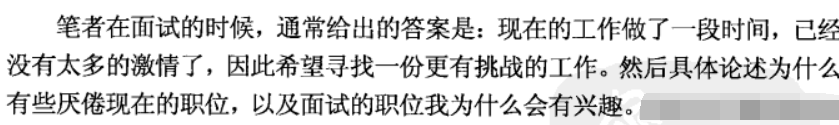 笔者在面试的时候，通常给出的答案是：现在的工作做了一段时间，已经
没有太多的激情了，因此希望寻找一份更有挑战的工作。然后具体论述为什么
有些厌倦现在的职位，以及面试的职位我为什么会有兴趣。